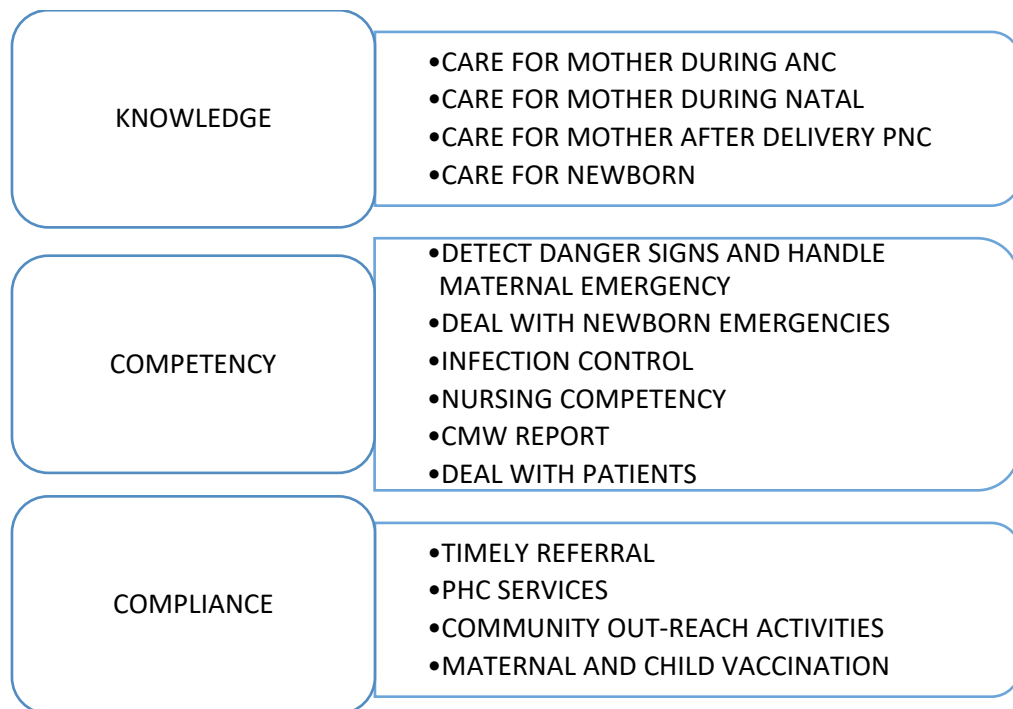 KNOWLEDGE
•CARE FOR MOTHER DURING ANC
•CARE FOR MOTHER DURING NATAL
•CARE FOR MOTHER AFTER DELIVERY PNC
•CARE FOR NEWBORN
COMPETENCY
•DETECT DANGER SIGNS AND HANDLE
MATERNAL EMERGENCY
•DEAL WITH NEWBORN EMERGENCIES
•INFECTION CONTROL
•NURSING COMPETENCY
•CMW REPORT
•DEAL WITH PATIENTS
COMPLIANCE
•TIMELY REFERRAL
•PHC SERVICES
•COMMUNITY OUT-REACH ACTIVITIES
•MATERNAL AND CHILD VACCINATION